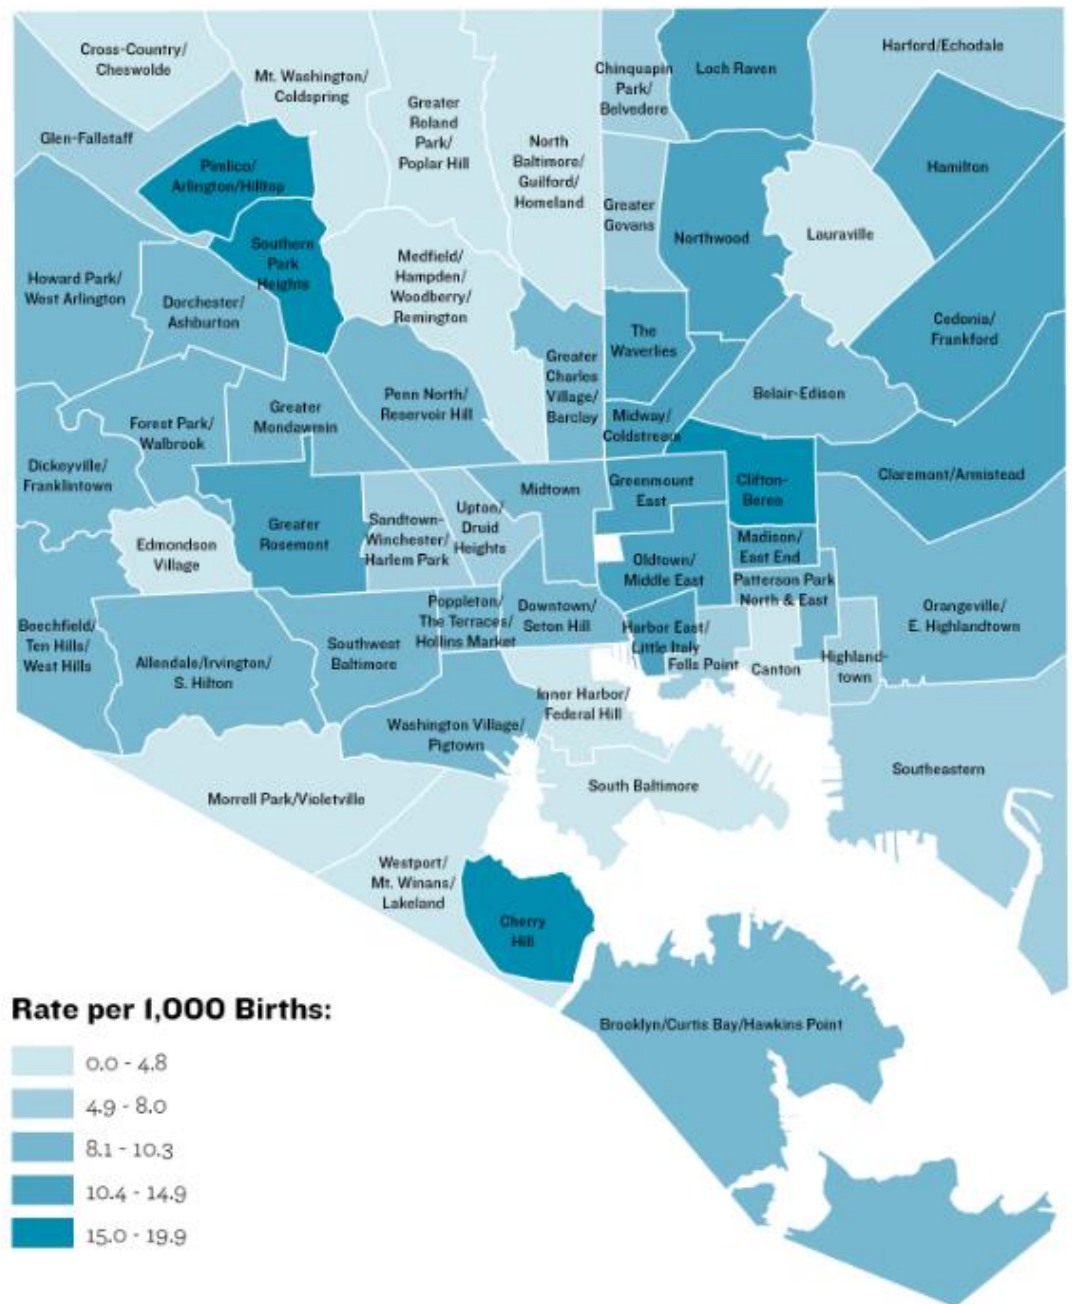 Cross-Country/
Cheswolde
Mt. Washington/
Coldspring
Greater
Roland
Park/
Poplar Hill
North
Baltimore/
Guilford/
Homeland
Chinquapin
Park/
Belvedere
Loch Raven
Harford/Echodale
Glen-Fallstaff
Pimlico/
Arlington/Hilltop
Hamilton
Greater
Govans
Northwood
Lauraville
Southern
Park
Heights
Medfield/
Hampden/
Woodberry/
Remington
Howard Park/
West Arlington
Dorchester/
Ashburton
Cedonia/
Frankford
The
Waverlies
Greater
Charles
Village/
Barclay
Belair-Edison
Penn North/
Reservoir Hill
Greater
Mondawmin
Forest Park/
Walbrook
Midway/
Coldstream
Dickeyville/
Franklintown
Claremont/Armistead
Midtown
Greenmount
East
Clifton-
Berea
Greater
Rosemont
Sandtown-
Winchester/
Harlem Park
Upton/
Druid
Heights
Edmondson
Village
Madison/
East End
Oldtown/
Middle East
Patterson Park
North & East
Orangeville/
E. Highlandtown
Poppleton/
The Terraces/
Hollins Market
Downtown/
Seton Hill
Harbor East/
Little Italy
Beechfield/
Ten Hills/
West Hills
Allendale/Irvington/
S. Hilton
Southwest
Baltimore
Fells Point
Canton
Highland-
town
Inner Harbor/
Federal Hill
Washington Village/
Pigtown
Southeastern
South Baltimore
Morrell Park/Violetville
Westport/
Mt. Winans/
Lakeland
Cherry
Hill
Brooklyn/Curtis Bay/Hawkins Point
Rate per 1,000 Births:
0.0 - 4.8
4.9 - 8.0
8.1 - 10.3
10.4 - 14.9
15.0 - 19.9